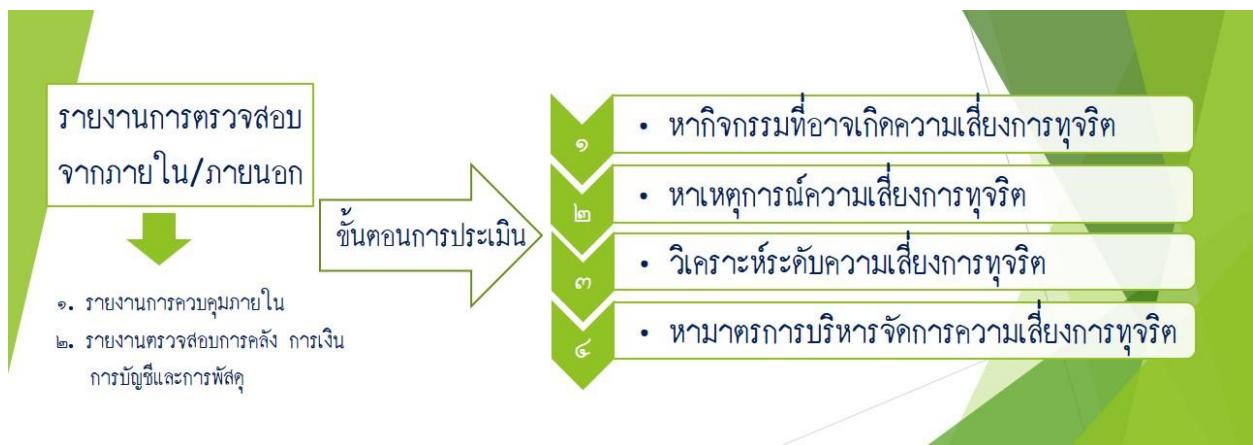 รายงานการตรวจสอบ
จากภายใน/ภายนอก
๑. รายงานการควบคุมภายใน
๒. รายงานตรวจสอบการคลัง การเงิน
การบัญชีและการพัสดุ
ขั้นตอนการประเมิน
๑
• หากิจกรรมที่อาจเกิดความเสี่ยงการทุจริต
๒
• หาเหตุการณ์ความเสี่ยงการทุจริต
๓
• วิเคราะห์ระดับความเสี่ยงการทุจริต
๔
• หามาตรการบริหารจัดการความเสี่ยงการทุจริต